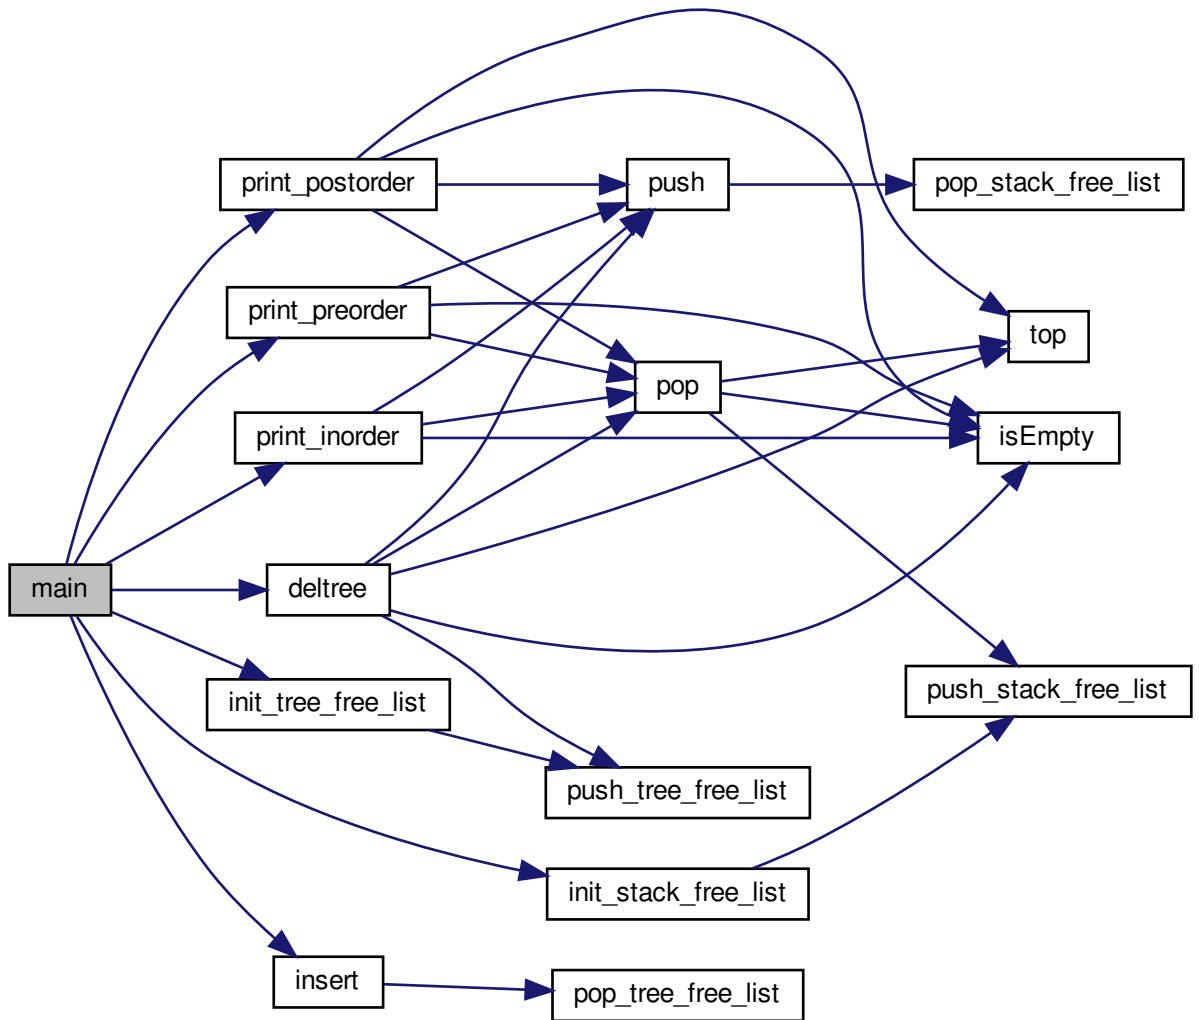 print_postorder
push
pop_stack_free_list
print_preorder
top
pop
print_inorder
isEmpty
main
deltree
init_tree_free_list
push_stack_free_list
push_tree_free_list
init_stack_free_list
insert
pop_tree_free_list